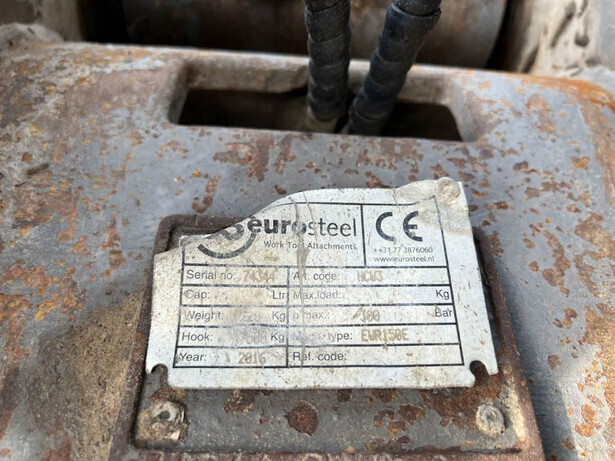 eurosteel
Work Tool Attachments
CE
++31 77 3876060
www.eurosteel.nl
Serial no: 74344 Art. code: HCW3
Cap: Ltr Max.load: Kg
Weight: Kg p max.: 400 Bar
Hook: Kg type: EWR150E
Year: 2016 Ref. code: